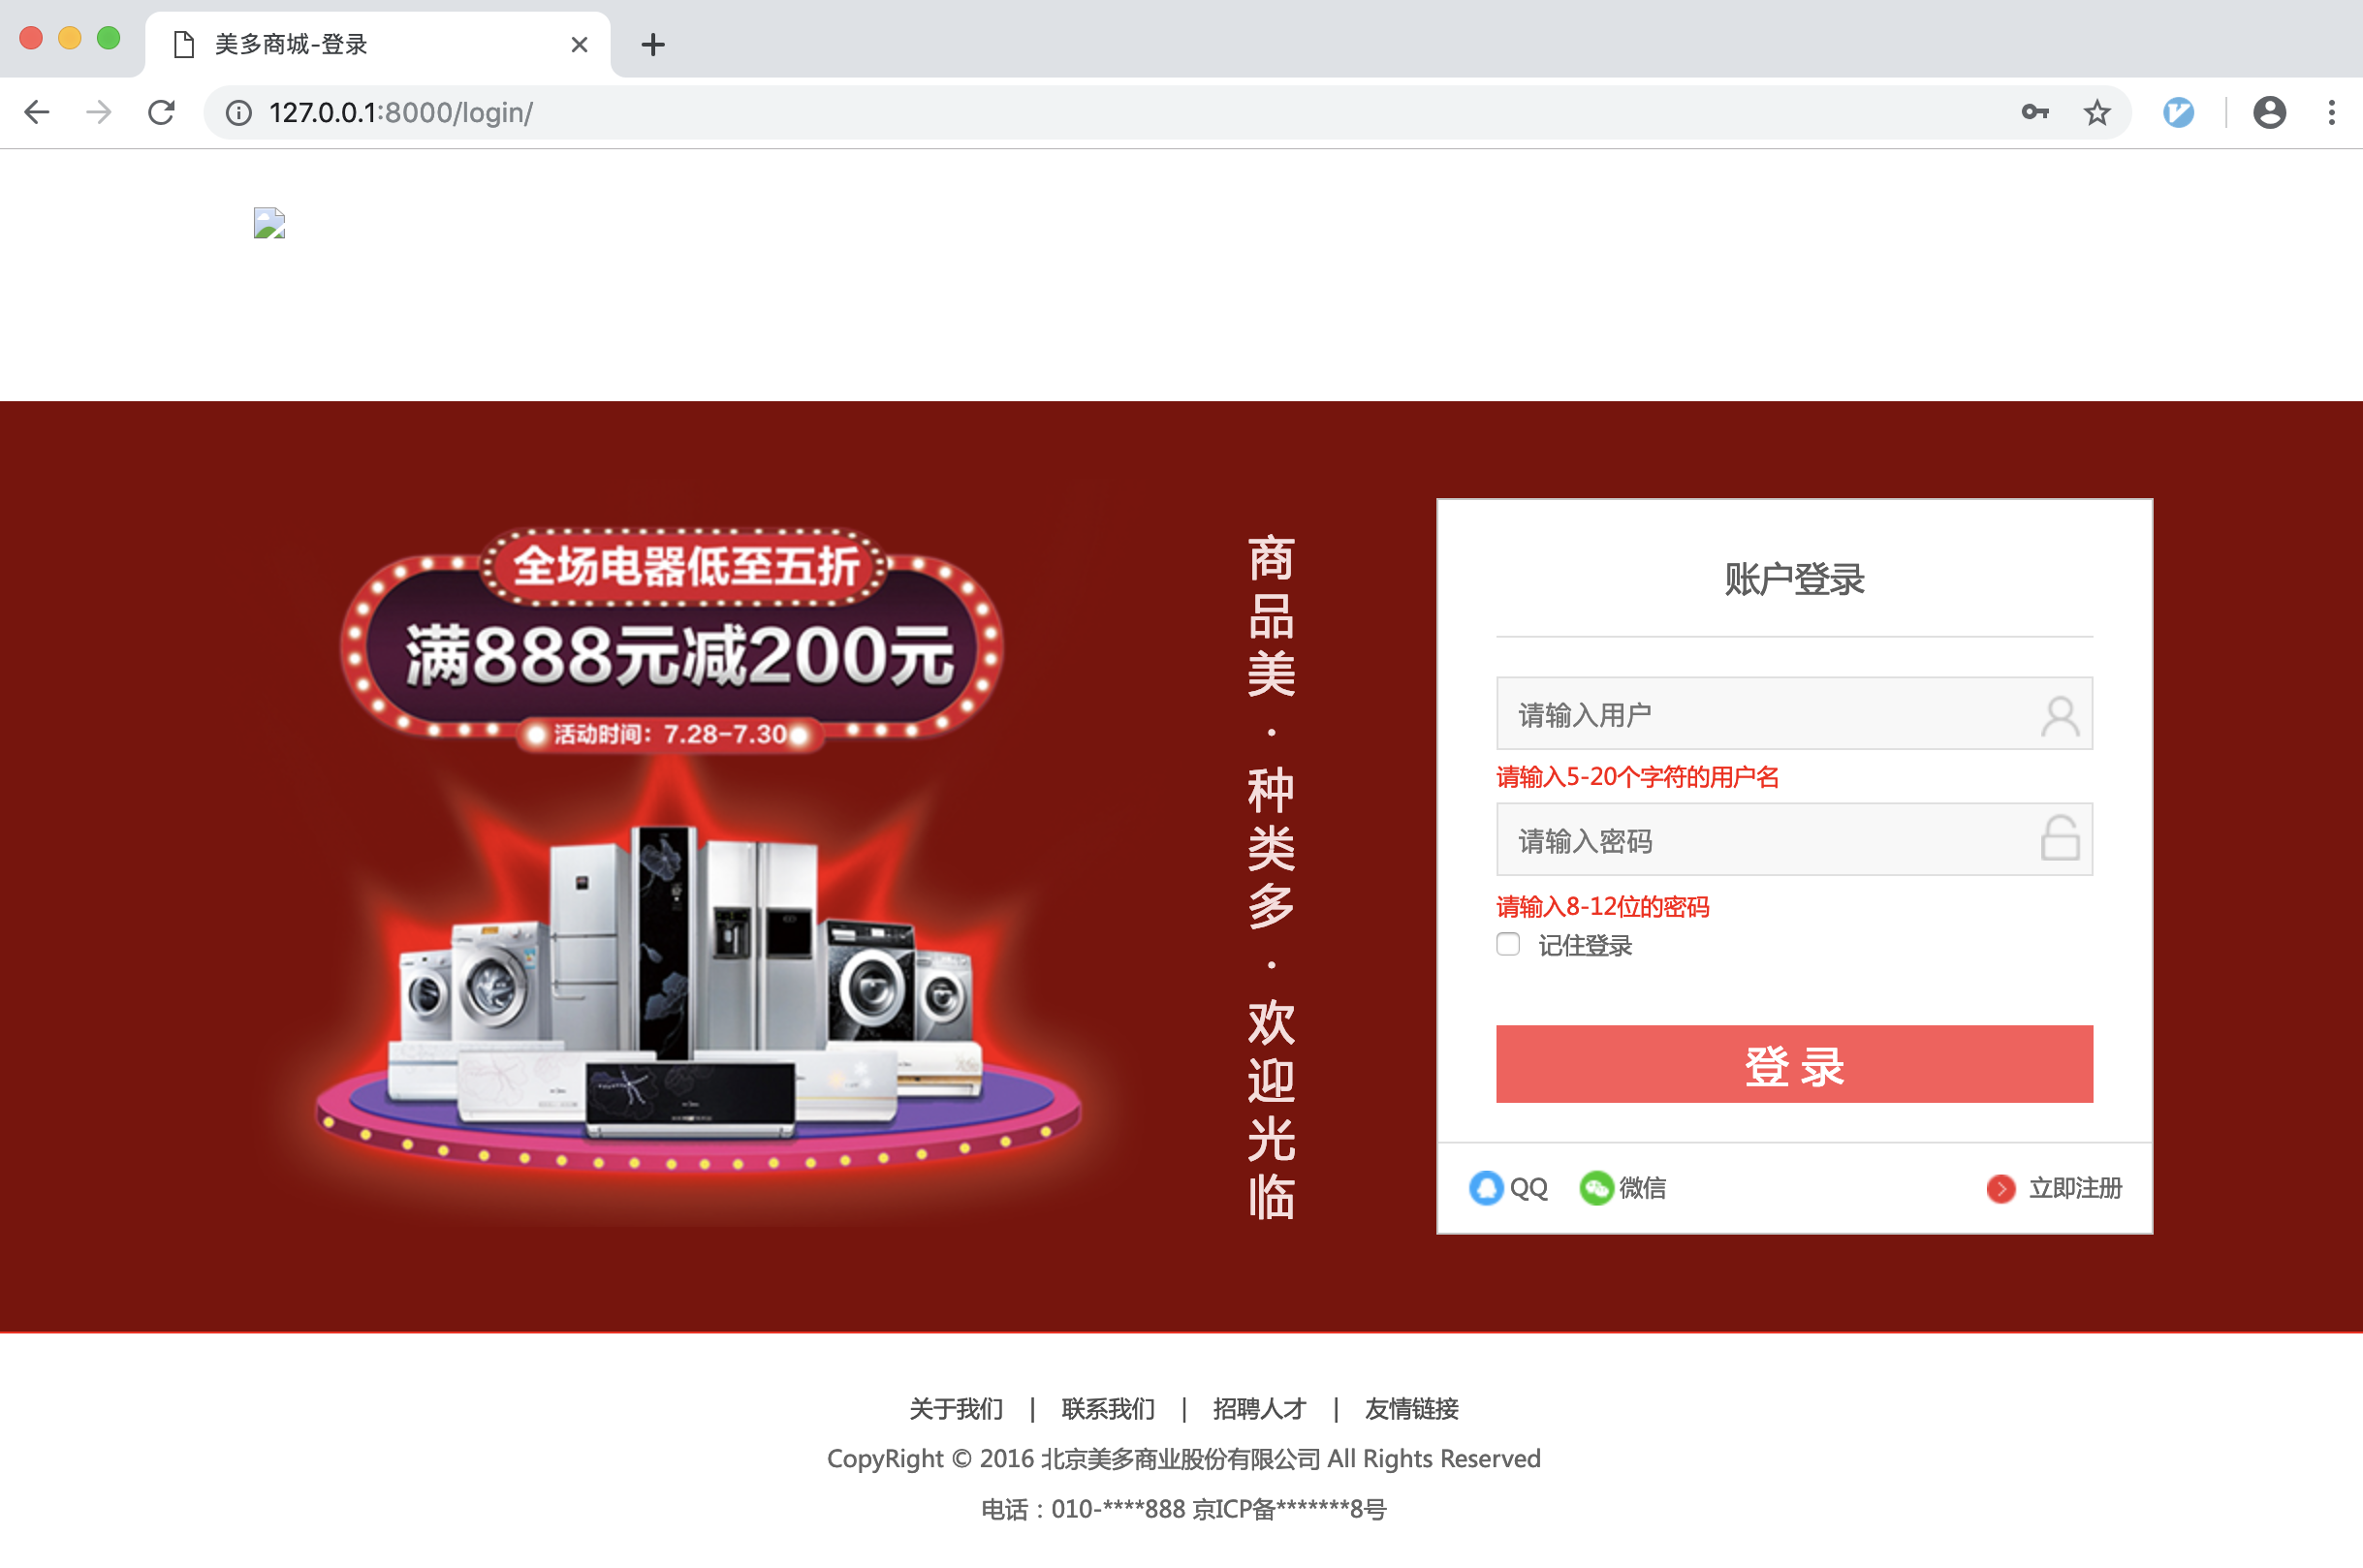 美多商城-登录
127.0.0.1:8000/login/
全场电器低至五折
满888元减200元
活动时间：7.28-7.30
商品美·种类多·欢迎光临
账户登录
请输入用户
请输入5-20个字符的用户名
请输入密码
请输入8-12位的密码
记住登录
登 录
QQ 微信 立即注册
关于我们 | 联系我们 | 招聘人才 | 友情链接
CopyRight © 2016 北京美多商业股份有限公司 All Rights Reserved
电话：010-****888 京ICP备*******8号